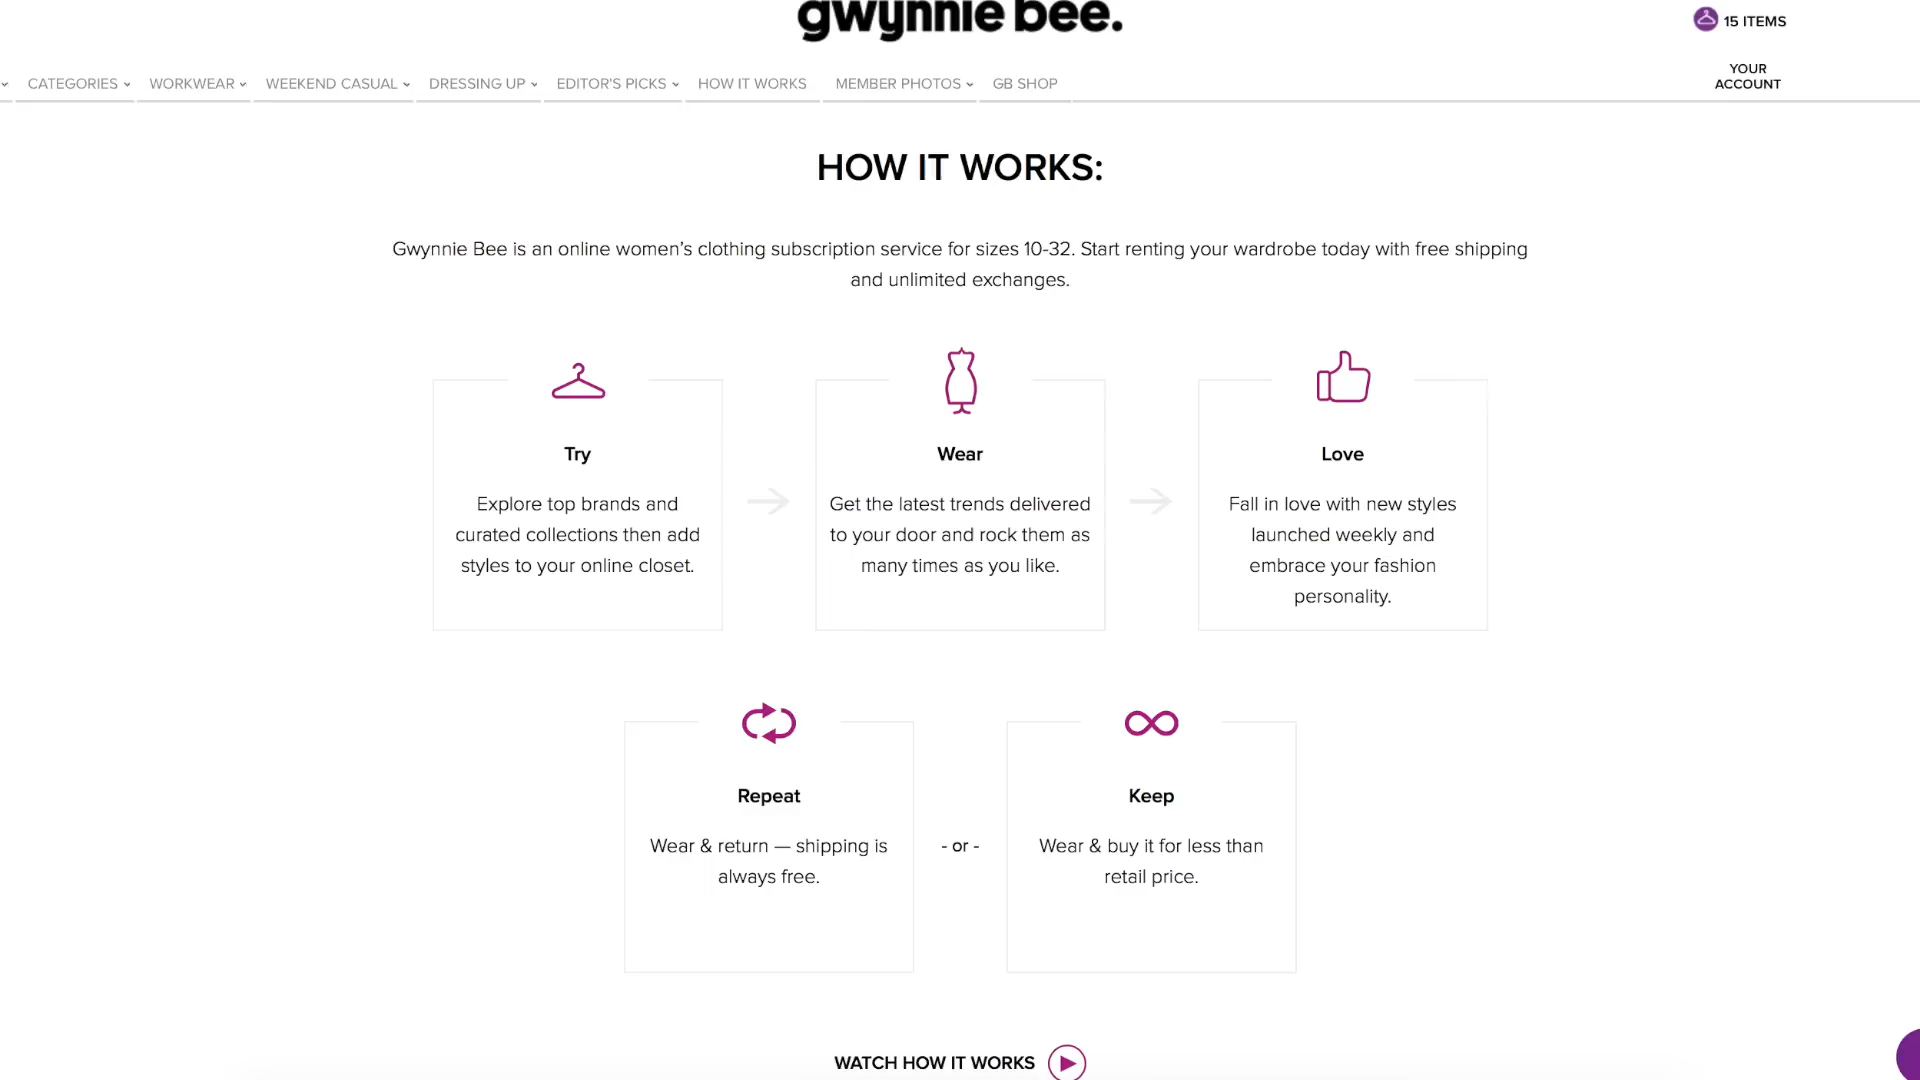 gwynnie bee.
15 ITEMS
YOUR
ACCOUNT
CATEGORIES
WORKWEAR
WEEKEND CASUAL
DRESSING UP
EDITOR'S PICKS
HOW IT WORKS
MEMBER PHOTOS
GB SHOP
HOW IT WORKS:
Gwynnie Bee is an online women's clothing subscription service for sizes 10-32. Start renting your wardrobe today with free shipping
and unlimited exchanges.
Try
Explore top brands and
curated collections then add
styles to your online closet.
Wear
Get the latest trends delivered
to your door and rock them as
many times as you like.
Love
Fall in love with new styles
launched weekly and
embrace your fashion
personality.
Repeat
Wear & return — shipping is
always free.
- or -
Keep
Wear & buy it for less than
retail price.
WATCH HOW IT WORKS